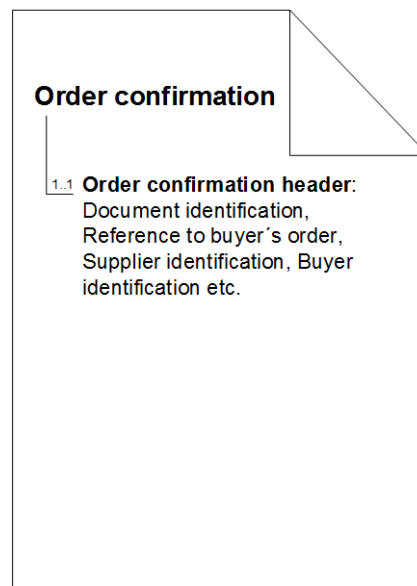 Order confirmation
1..1 Order confirmation header:
Document identification,
Reference to buyer´s order,
Supplier identification, Buyer
identification etc.